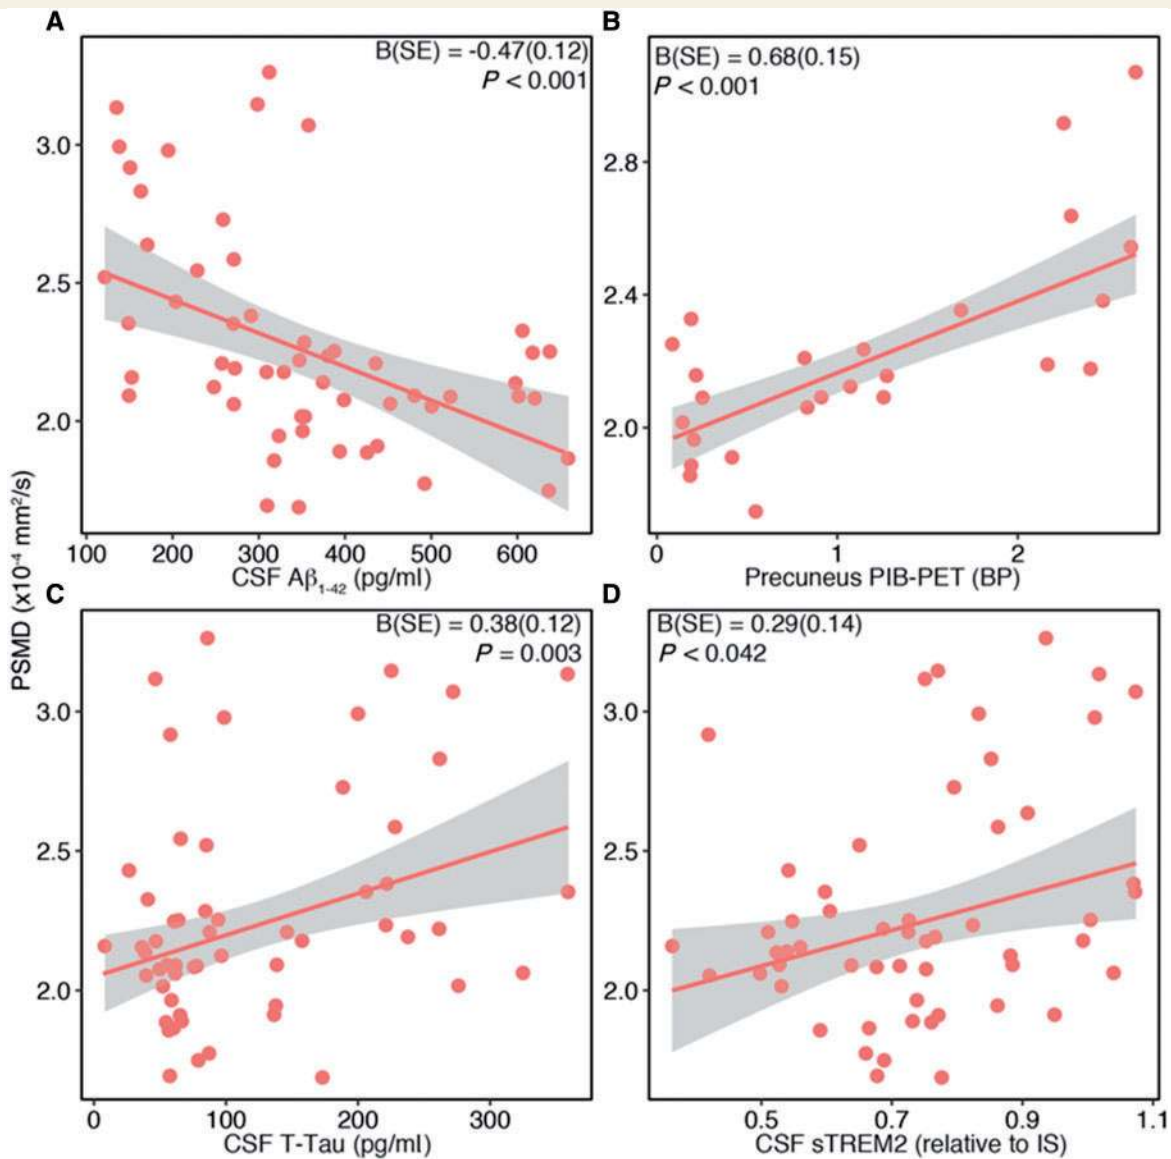 A
B
B(SE) = -0.47(0.12)
P < 0.001
B(SE) = 0.68(0.15)
P < 0.001
3.0
2.5
2.0
2.8
2.4
2.0
100 200 300 400 500 600
0 1 2
CSF Aβ1-42 (pg/ml)
Precuneus PIB-PET (BP)
PSMD (x10-4 mm2/s)
C
D
B(SE) = 0.38(0.12)
P = 0.003
B(SE) = 0.29(0.14)
P < 0.042
3.0
2.5
2.0
3.0
2.5
2.0
0 100 200 300
0.5 0.7 0.9 1.1
CSF T-Tau (pg/ml)
CSF sTREM2 (relative to IS)